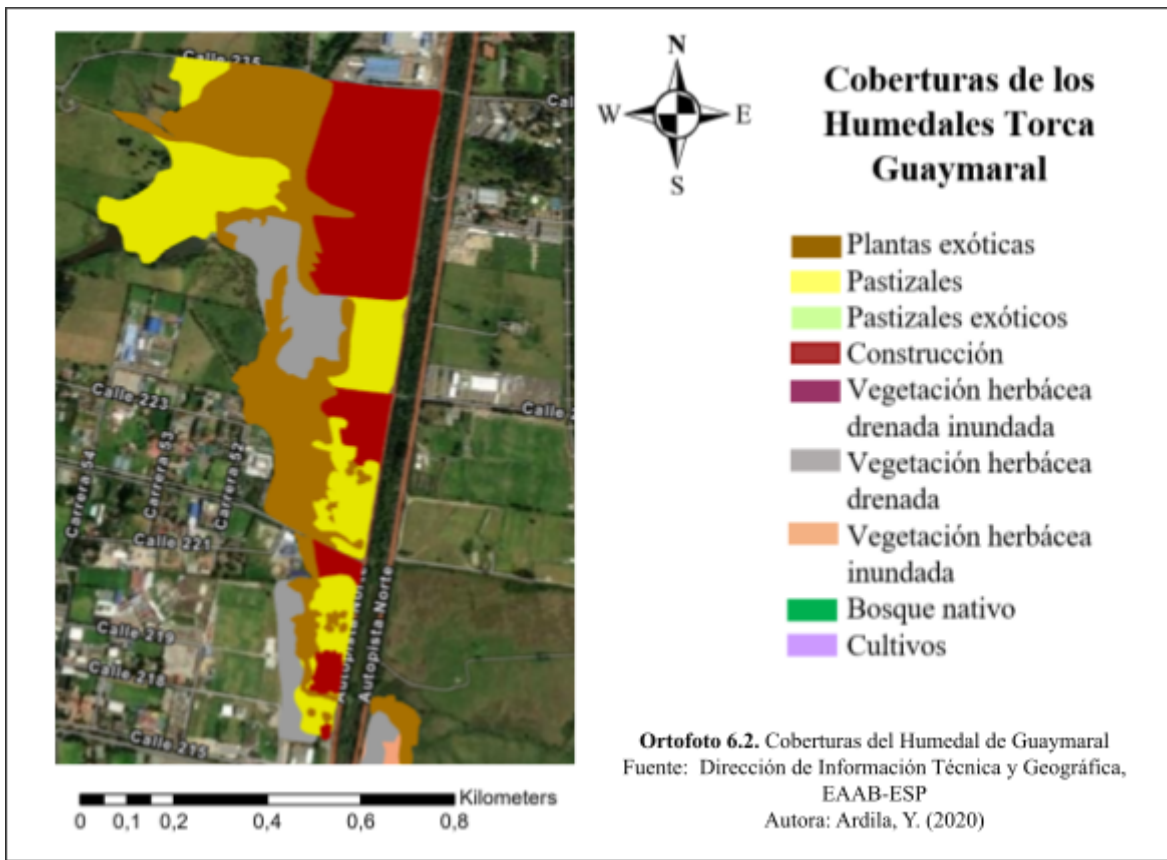 Calle 235
N
W
E
S
Coberturas de los
Humedales Torca
Guaymaral
Plantas exóticas
Pastizales
Pastizales exóticos
Construcción
Vegetación herbácea
drenada inundada
Vegetación herbácea
drenada
Vegetación herbácea
inundada
Bosque nativo
Cultivos
Calle 223
Carrera 54
Carrera 53
Carrera 52
Calle 221
Calle 219
Calle 218
Calle 215
Autopista Norte
Autopista Norte
Kilometers
0 0,1 0,2 0,4 0,6 0,8
Ortofoto 6.2. Coberturas del Humedal de Guaymaral
Fuente: Dirección de Información Técnica y Geográfica,
EAAB-ESP
Autora: Ardila, Y. (2020)